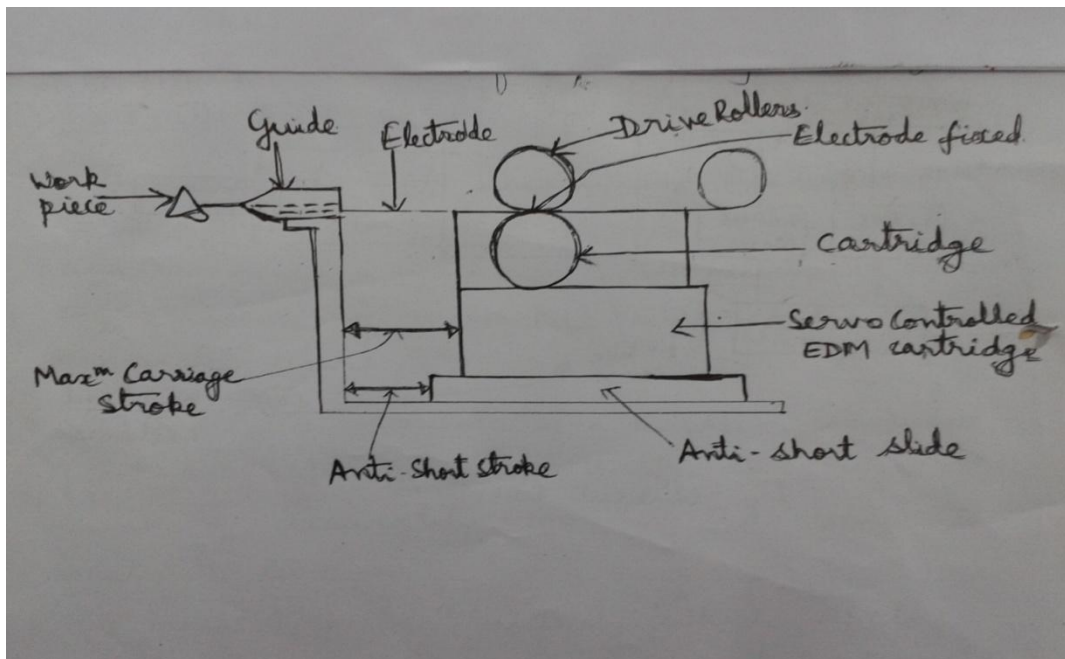 Guide
Electrode
Drive Rollers
Electrode fixed
Work
piece
Cartridge
Servo Controlled
EDM Cartridge
Maxᵐ Carriage
Stroke
Anti-Short Stroke
Anti-short slide